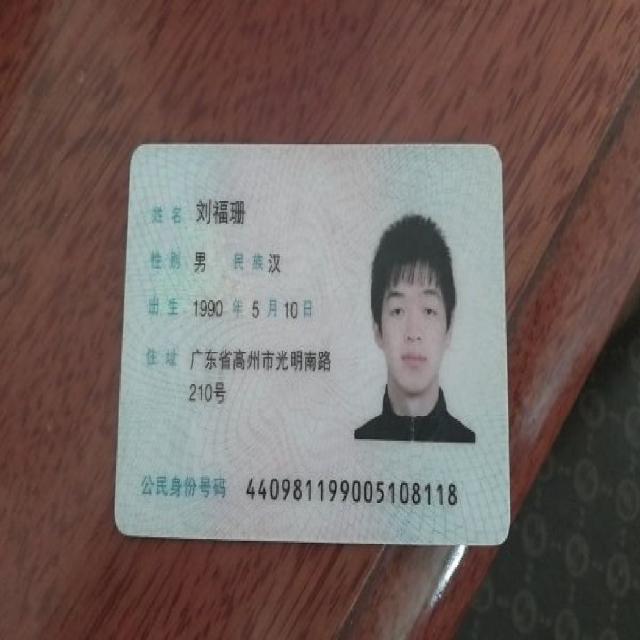 姓名 刘福珊
性别 男 民族 汉
出生 1990 年 5 月 10 日
住址 广东省高州市光明南路
210号
公民身份号码 440981199005108118